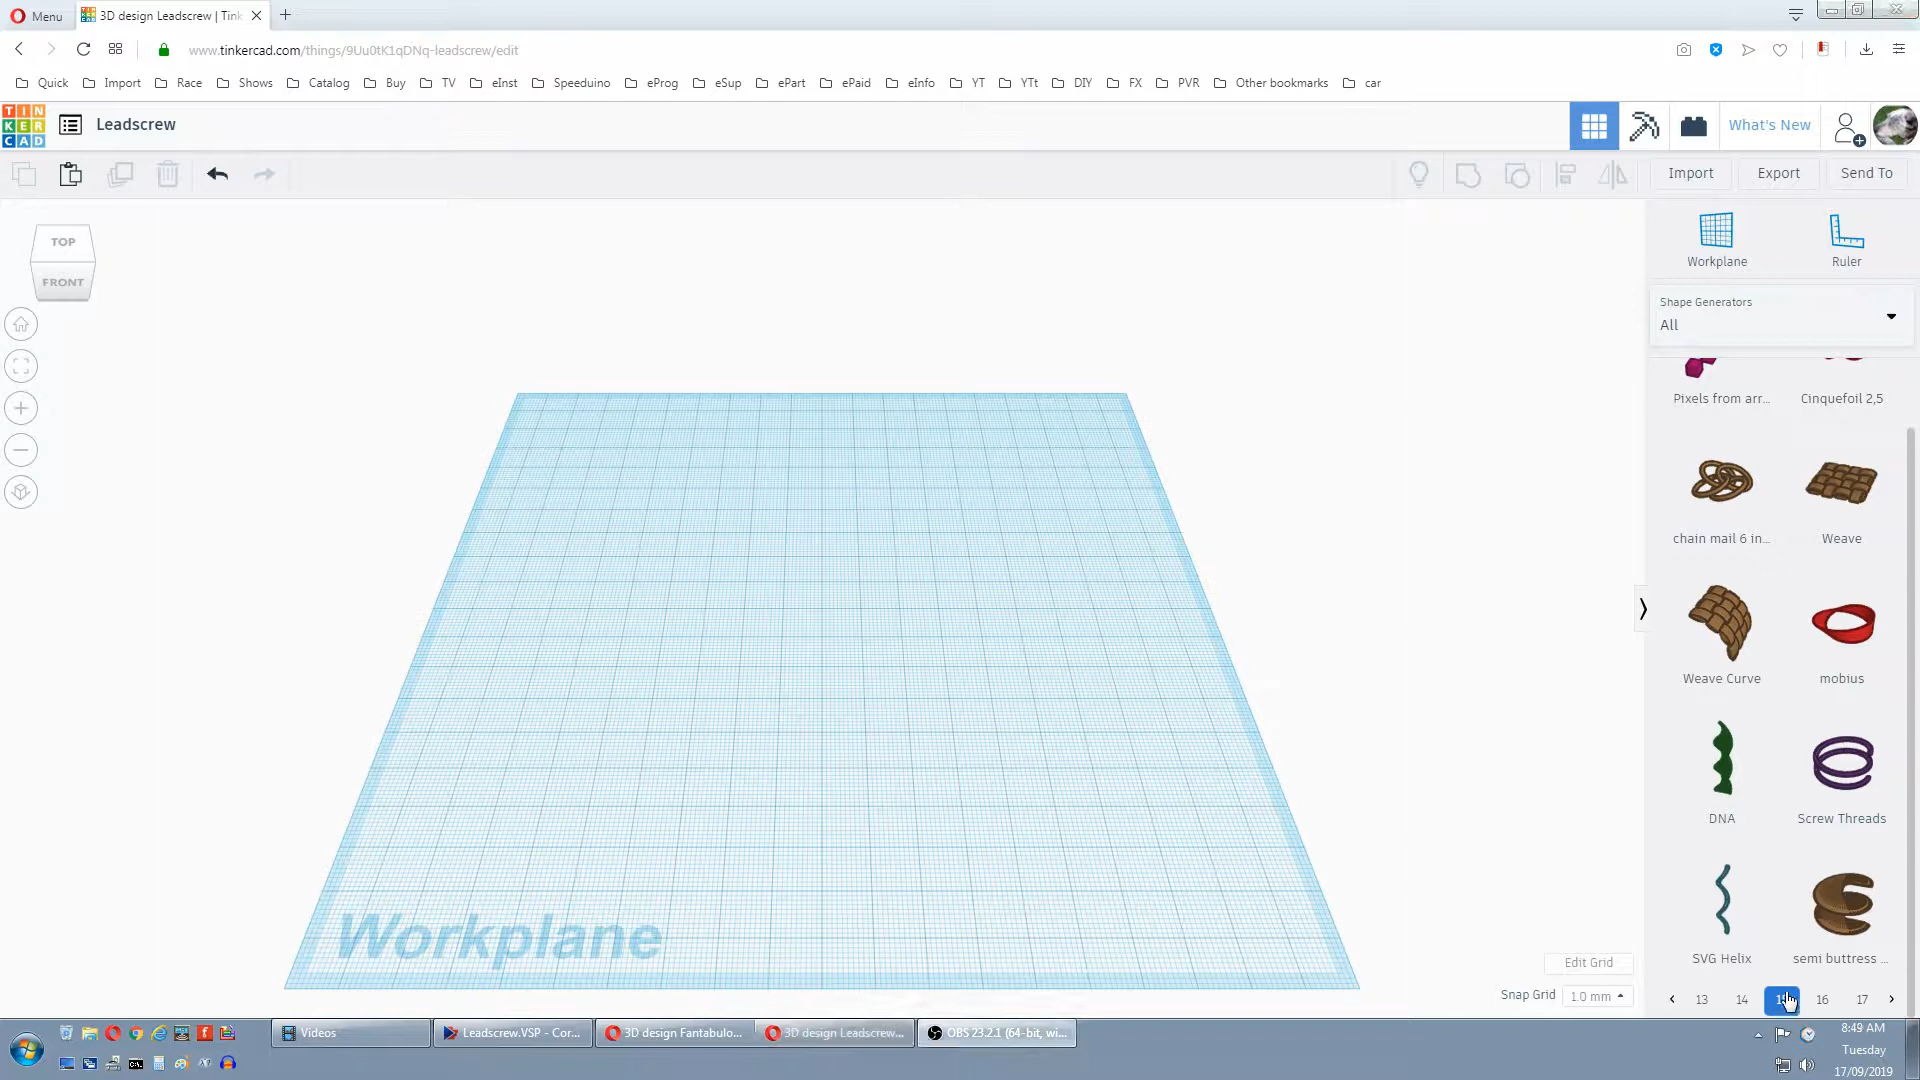 Menu
3D design Leadscrew | Tink
www.tinkercad.com/things/9Uu0tK1qDNq-leadscrew/edit
Quick Import Race Shows Catalog Buy TV eInst Speeduino eProg eSup ePart ePaid eInfo YT YTt DIY FX PVR Other bookmarks car
TIN
KER
CAD
Leadscrew
What's New
Import Export Send To
TOP
FRONT
Workplane Ruler
Shape Generators
All
Pixels from arr... Cinquefoil 2,5
chain mail 6 in... Weave
Weave Curve mobius
DNA Screw Threads
SVG Helix semi buttress ...
Workplane
Edit Grid
Snap Grid 1.0 mm
13 14 15 16 17
Videos Leadscrew.VSP - Cor... 3D design Fantabulo... 3D design Leadscrew... OBS 23.2.1 (64-bit, wi...
8:49 AM
Tuesday
17/09/2019